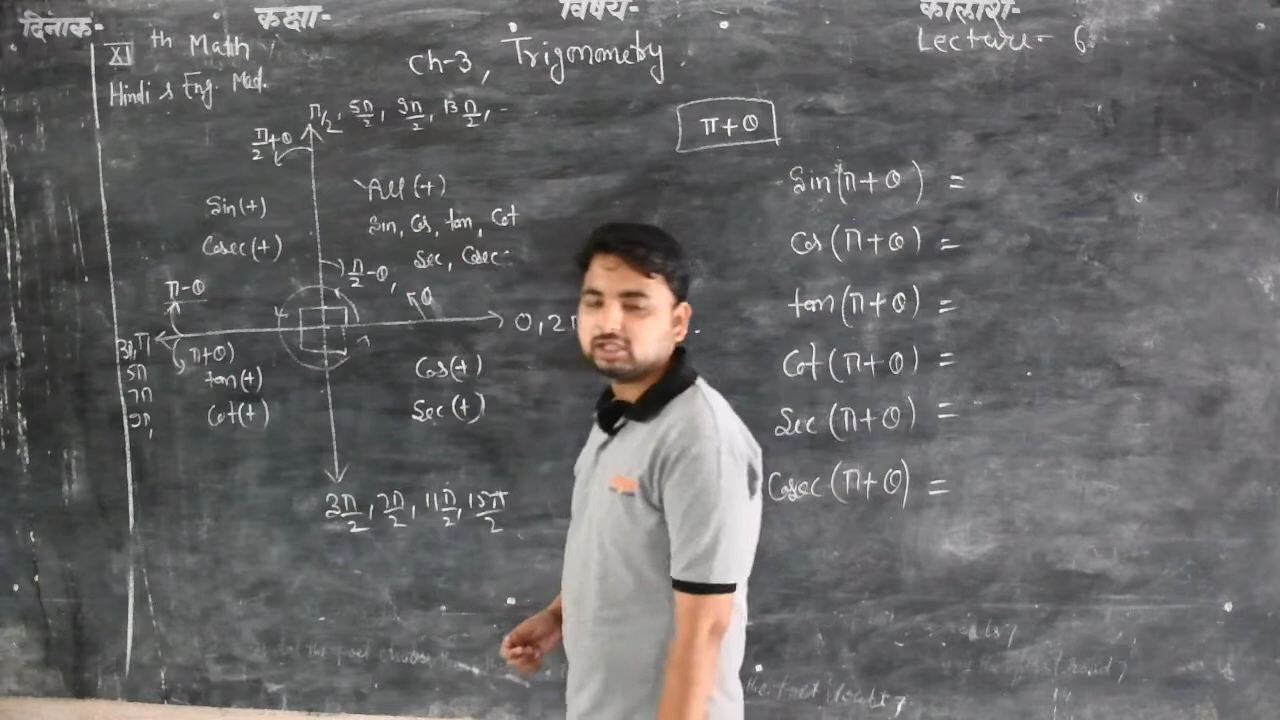 दिनांक- कक्षा- विषय- कालांश-
XI th Math
Hindi & Eng. Med.
Ch-3, Trigonometry.
Lecture- 6
π/2, 5π/2, 9π/2, 13π/2, -
π/2+θ
Sin(+)
Cosec(+)
All(+)
Sin, Cos, tan, Cot
Sec, Cosec
π/2-θ,
θ
π-θ
0, 2π
3π, π
5π
7π
9π,
π+θ)
tan(+)
Cot(+)
Cos(+)
Sec(+)
3π/2, 7π/2, 11π/2, 15π/2
π+θ
Sin(π+θ) =
Cos(π+θ) =
tan(π+θ) =
Cot(π+θ) =
Sec(π+θ) =
Cosec(π+θ) =